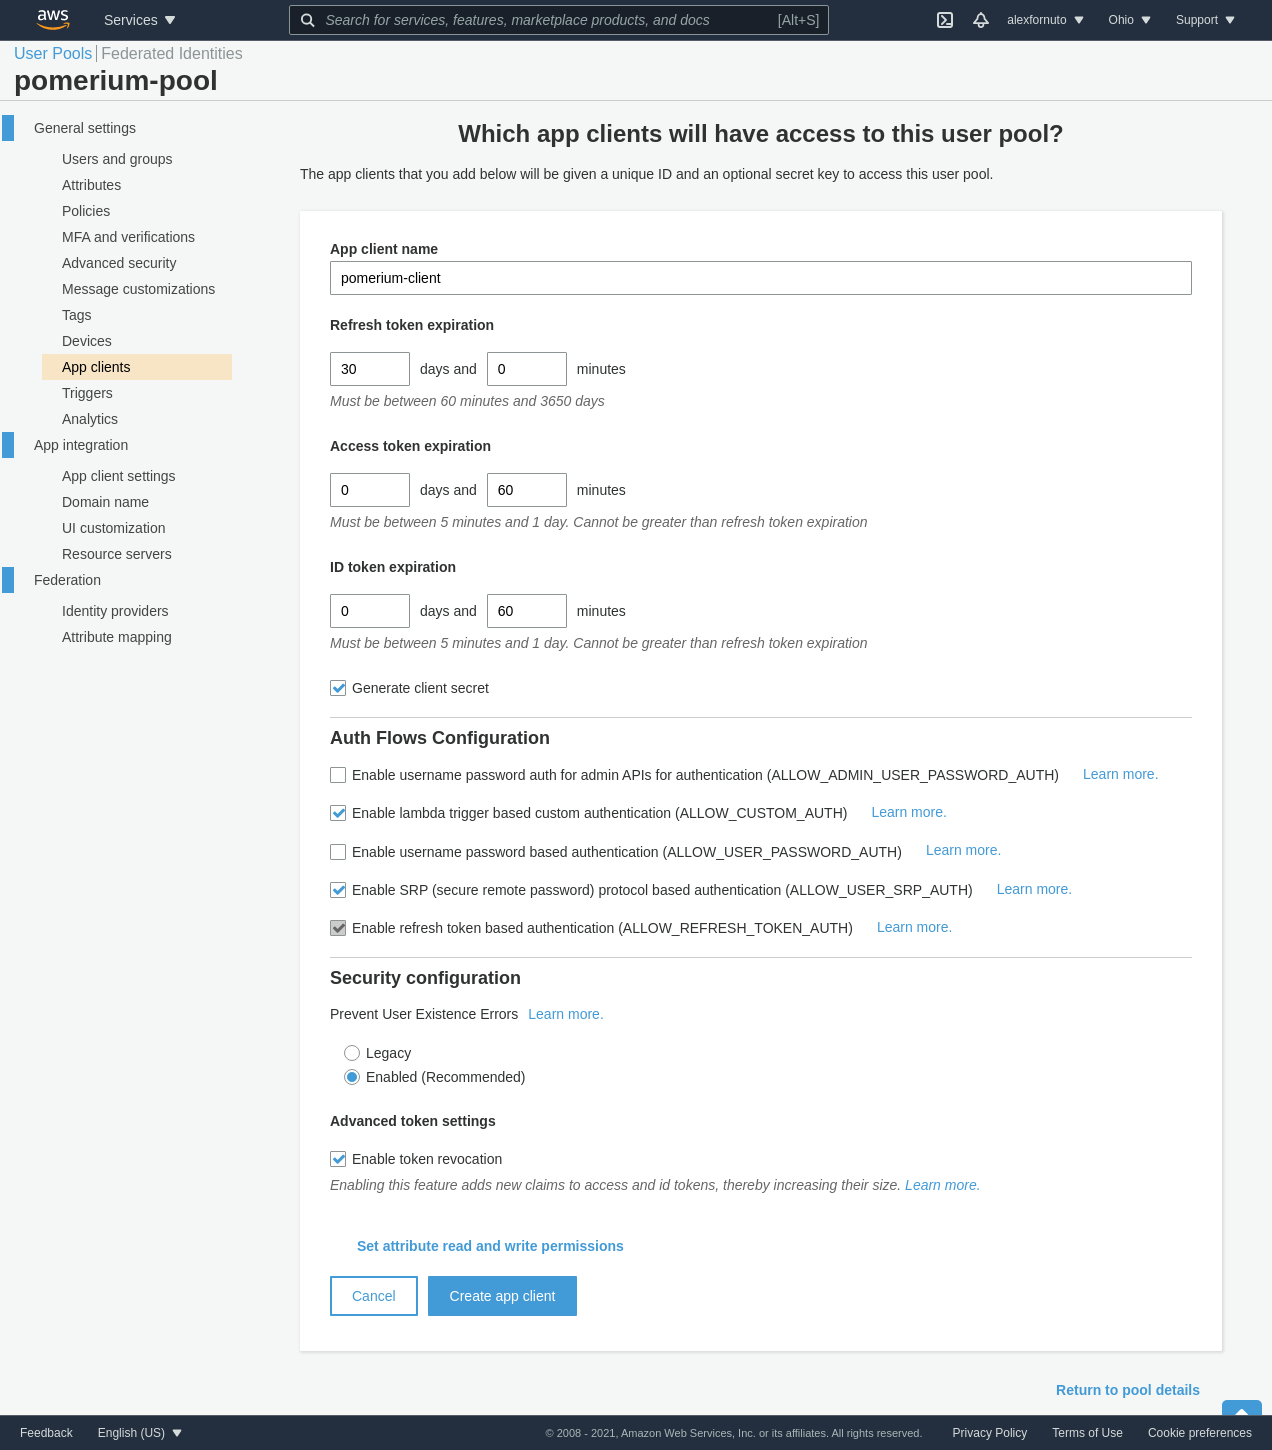 aws Services Search for services, features, marketplace products, and docs [Alt+S] alexfornuto Ohio Support
User Pools Federated Identities
pomerium-pool
General settings
Users and groups
Attributes
Policies
MFA and verifications
Advanced security
Message customizations
Tags
Devices
App clients
Triggers
Analytics
App integration
App client settings
Domain name
UI customization
Resource servers
Federation
Identity providers
Attribute mapping
Which app clients will have access to this user pool?
The app clients that you add below will be given a unique ID and an optional secret key to access this user pool.
App client name
pomerium-client
Refresh token expiration
30 days and 0 minutes
Must be between 60 minutes and 3650 days
Access token expiration
0 days and 60 minutes
Must be between 5 minutes and 1 day. Cannot be greater than refresh token expiration
ID token expiration
0 days and 60 minutes
Must be between 5 minutes and 1 day. Cannot be greater than refresh token expiration
Generate client secret
Auth Flows Configuration
Enable username password auth for admin APIs for authentication (ALLOW_ADMIN_USER_PASSWORD_AUTH) Learn more.
Enable lambda trigger based custom authentication (ALLOW_CUSTOM_AUTH) Learn more.
Enable username password based authentication (ALLOW_USER_PASSWORD_AUTH) Learn more.
Enable SRP (secure remote password) protocol based authentication (ALLOW_USER_SRP_AUTH) Learn more.
Enable refresh token based authentication (ALLOW_REFRESH_TOKEN_AUTH) Learn more.
Security configuration
Prevent User Existence Errors Learn more.
Legacy
Enabled (Recommended)
Advanced token settings
Enable token revocation
Enabling this feature adds new claims to access and id tokens, thereby increasing their size. Learn more.
Set attribute read and write permissions
Cancel Create app client
Return to pool details
Feedback English (US) © 2008 - 2021, Amazon Web Services, Inc. or its affiliates. All rights reserved. Privacy Policy Terms of Use Cookie preferences